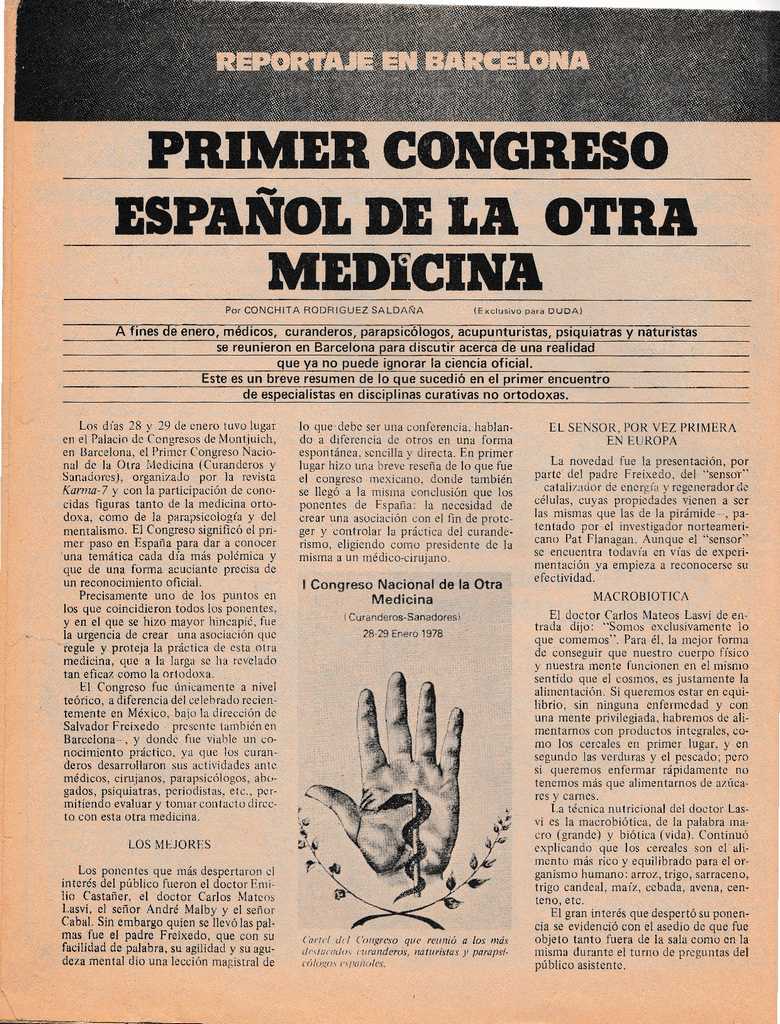 REPORTAJE EN BARCELONA
PRIMER CONGRESO
ESPAÑOL DE LA OTRA
MEDICINA
Por CONCHITA RODRIGUEZ SALDAÑA (Exclusivo para DUDA)
A fines de enero, médicos, curanderos, parapsicólogos, acupunturistas, psiquiatras y naturistas
se reunieron en Barcelona para discutir acerca de una realidad
que ya no puede ignorar la ciencia oficial.
Este es un breve resumen de lo que sucedió en el primer encuentro
de especialistas en disciplinas curativas no ortodoxas.
Los días 28 y 29 de enero tuvo lugar
en el Palacio de Congresos de Montjuich,
en Barcelona, el Primer Congreso Nacio-
nal de la Otra Medicina (Curanderos y
Sanadores), organizado por la revista
Karma-7 y con la participación de cono-
cidas figuras tanto de la medicina orto-
doxa, como de la parapsicología y del
mentalismo. El Congreso significó el pri-
mer paso en España para dar a conocer
una temática cada día más polémica y
que de una forma acuciante precisa de
un reconocimiento oficial.
Precisamente uno de los puntos en
los que coincidieron todos los ponentes,
y en el que se hizo mayor hincapié, fue
la urgencia de crear una asociación que
regule y proteja la práctica de esta otra
medicina, que a la larga se ha revelado
tan eficaz como la ortodoxa.
El Congreso fue únicamente a nivel
teórico, a diferencia del celebrado recien-
temente en México, bajo la dirección de
Salvador Freixedo presente también en
Barcelona-, y donde fue viable un co-
nocimiento práctico, ya que los curan-
deros desarrollaron sus actividades ante
médicos, cirujanos, parapsicólogos, abo-
gados, psiquiatras, periodistas, etc., per-
mitiendo evaluar y tomar contacto direc-
to con esta otra medicina.
LOS MEJORES
Los ponentes que más despertaron el
interés del público fueron el doctor Emi-
lio Castañer, el doctor Carlos Mateos
Lasvi, el señor André Malby y el señor
Cabal. Sin embargo quien se llevó las pal-
mas fue el padre Freixedo, que con su
facilidad de palabra, su agilidad y su agu-
deza mental dio una lección magistral de
lo que debe ser una conferencia, hablan-
do a diferencia de otros en una forma
espontánea, sencilla y directa. En primer
lugar hizo una breve reseña de lo que fue
el congreso mexicano, donde también
se llegó a la misma conclusión que los
ponentes de España: la necesidad de
crear una asociación con el fin de prote-
ger y controlar la práctica del curande-
rismo, eligiendo como presidente de la
misma a un médico-cirujano.
I Congreso Nacional de la Otra
Medicina
(Curanderos-Sanadores)
28-29 Enero 1978
Cartel del Congreso que reunió a los más
destacados curanderos, naturistas y parapsi-
cólogos españoles.
EL SENSOR, POR VEZ PRIMERA
EN EUROPA
La novedad fue la presentación, por
parte del padre Freixedo, del "sensor"
catalizador de energía y regenerador de
células, cuyas propiedades vienen a ser
las mismas que las de la pirámide-, pa-
tentado por el investigador norteameri-
cano Pat Flanagan. Aunque el "sensor"
se encuentra todavía en vías de experi-
mentación ya empieza a reconocerse su
efectividad.
MACROBIOTICA
El doctor Carlos Mateos Lasvi de en-
trada dijo: "Somos exclusivamente lo
que comemos". Para él, la mejor forma
de conseguir que nuestro cuerpo físico
y nuestra mente funcionen en el mismo
sentido que el cosmos, es justamente la
alimentación. Si queremos estar en equi-
librio, sin ninguna enfermedad y con
una mente privilegiada, habremos de ali-
mentarnos con productos integrales, co-
mo los cereales en primer lugar, y en
segundo las verduras y el pescado; pero
si queremos enfermar rápidamente no
tenemos más que alimentarnos de azúca-
res y carnes.
La técnica nutricional del doctor Las-
vi es la macrobiótica, de la palabra ma-
cro (grande) y biótica (vida). Continuó
explicando que los cereales son el ali-
mento más rico y equilibrado para el or-
ganismo humano: arroz, trigo, sarraceno,
trigo candeal, maíz, cebada, avena, cen-
teno, etc.
El gran interés que despertó su ponen-
cia se evidenció con el asedio de que fue
objeto tanto fuera de la sala como en la
misma durante el turno de preguntas del
público asistente.